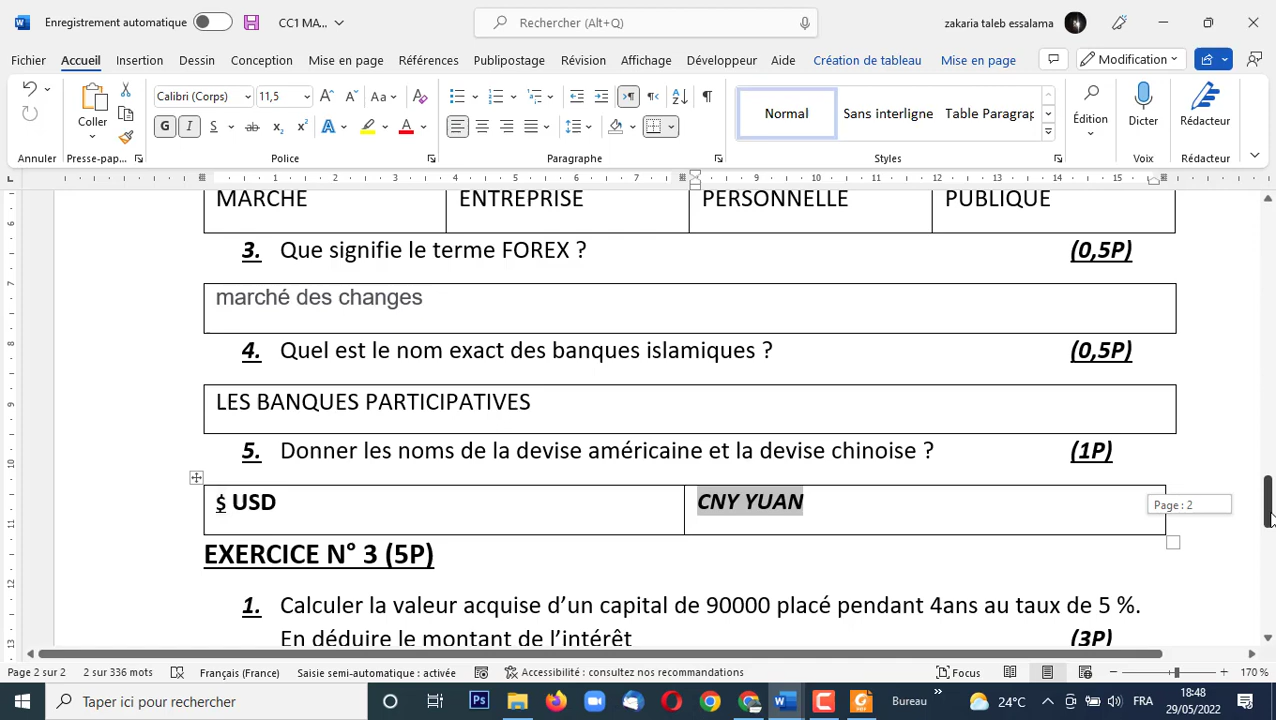 Enregistrement automatique
CC1 MA...
Rechercher (Alt+Q)
zakaria taleb essalama
Fichier Accueil Insertion Dessin Conception Mise en page Références Publipostage Révision Affichage Développeur Aide Création de tableau Mise en page Modification
Calibri (Corps) 11,5
Coller
Normal Sans interligne Table Paragrap
Édition Dicter Rédacteur
Annuler Presse-pap... Police Paragraphe Styles Voix Rédacteur
MARCHE ENTREPRISE PERSONNELLE PUBLIQUE
3. Que signifie le terme FOREX ? (0,5P)
marché des changes
4. Quel est le nom exact des banques islamiques ? (0,5P)
LES BANQUES PARTICIPATIVES
5. Donner les noms de la devise américaine et la devise chinoise ? (1P)
$ USD CNY YUAN
Page : 2
EXERCICE N° 3 (5P)
1. Calculer la valeur acquise d’un capital de 90000 placé pendant 4ans au taux de 5 %.
En déduire le montant de l’intérêt (3P)
Page 2 sur 2 2 sur 336 mots Français (France) Saisie semi-automatique : activée Accessibilité : consultez nos recommandations Focus 170 %
Taper ici pour rechercher
Bureau
24°C
FRA
18:48
29/05/2022